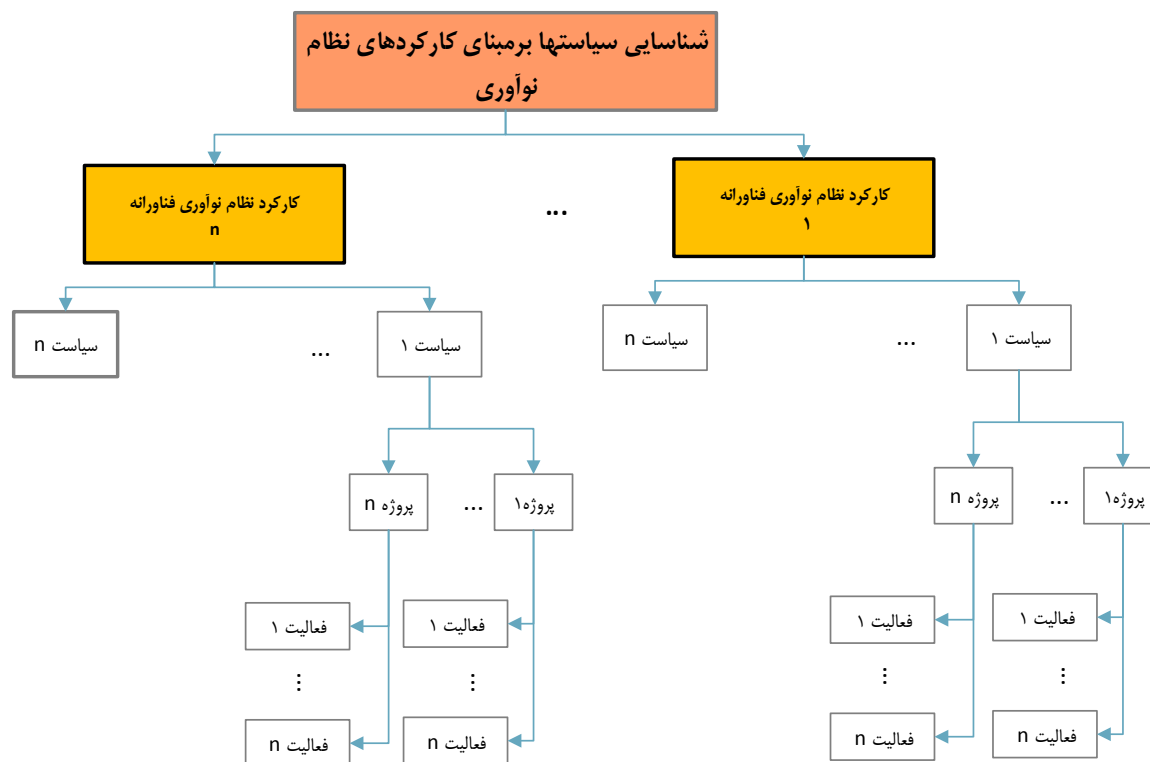 شناسایی سیاستها برمبنای کارکردهای نظام
نوآوری
کارکرد نظام نوآوری فناورانه
۱
...
کارکرد نظام نوآوری فناورانه
n
سیاست ۱
...
سیاست n
سیاست ۱
...
سیاست n
پروژه۱
...
پروژه n
پروژه۱
...
پروژه n
فعالیت ۱
فعالیت ۱
فعالیت ۱
فعالیت ۱
...
...
...
...
فعالیت n
فعالیت n
فعالیت n
فعالیت n